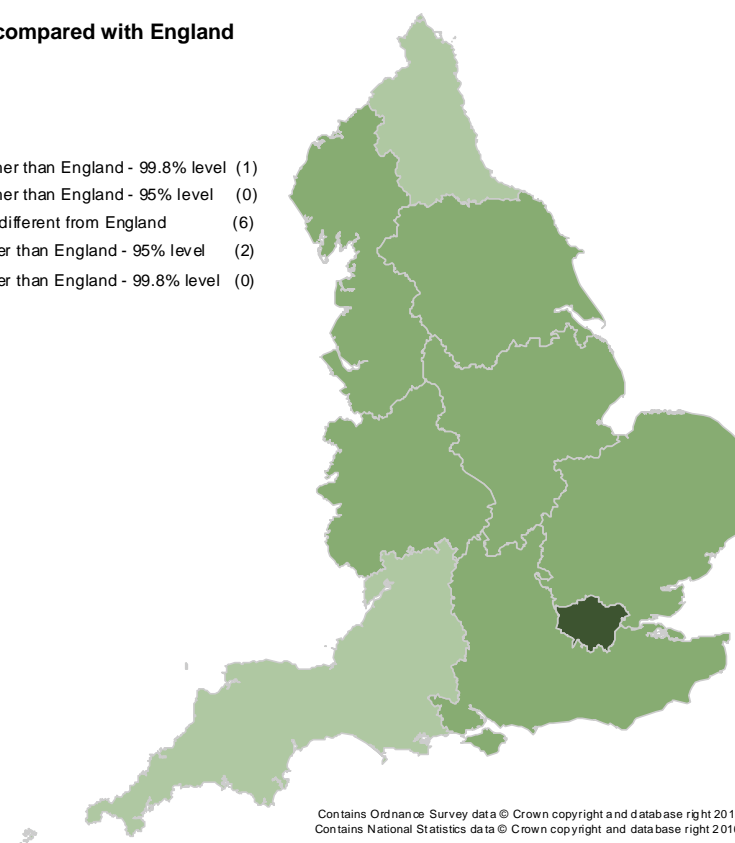 compared with England
her than England - 99.8% level (1)
her than England - 95% level (0)
different from England (6)
er than England - 95% level (2)
er than England - 99.8% level (0)
Contains Ordnance Survey data © Crown copyright and database right 201
Contains National Statistics data © Crown copyright and database right 2016